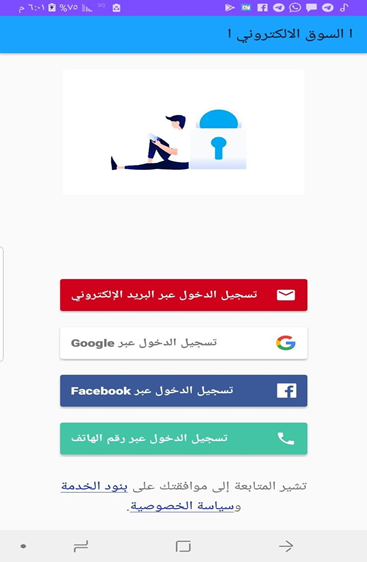 ٦:٠١ م ٧٥%
السوق الالكتروني ا
تسجيل الدخول عبر البريد الإلكتروني
تسجيل الدخول عبر Google
تسجيل الدخول عبر Facebook
تسجيل الدخول عبر رقم الهاتف
تشير المتابعة إلى موافقتك على بنود الخدمة
وسياسة الخصوصية.